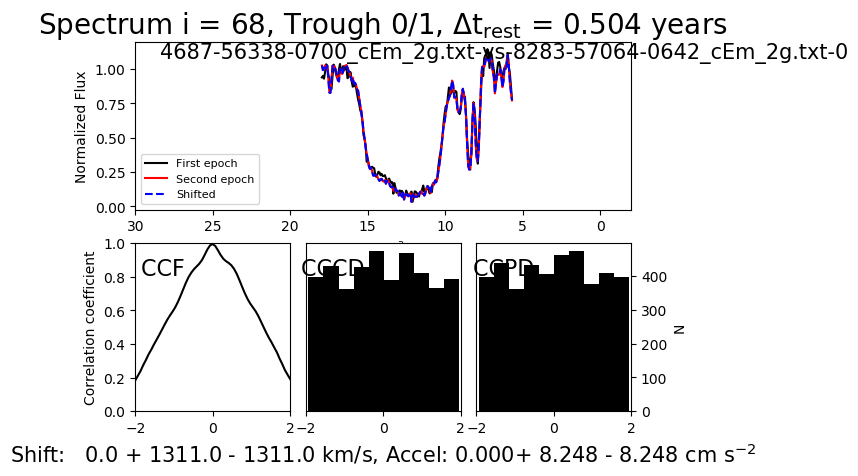 Spectrum i = 68, Trough 0/1, Δt_rest = 0.504 years
4687-56338-0700_cEm_2g.txt-vs-8283-57064-0642_cEm_2g.txt-0
Normalized Flux
1.00
0.75
0.50
0.25
0.00
First epoch
Second epoch
Shifted
30 25 20 15 10 5 0 −2
Correlation coefficient
1.0
0.8
0.6
0.4
0.2
0.0
CCF
CCCD
CCPD
400
300
200
100
0
N
−2 0 2
−2 0 2
−2 0 2
Shift: 0.0 + 1311.0 - 1311.0 km/s, Accel: 0.000+ 8.248 - 8.248 cm s⁻²